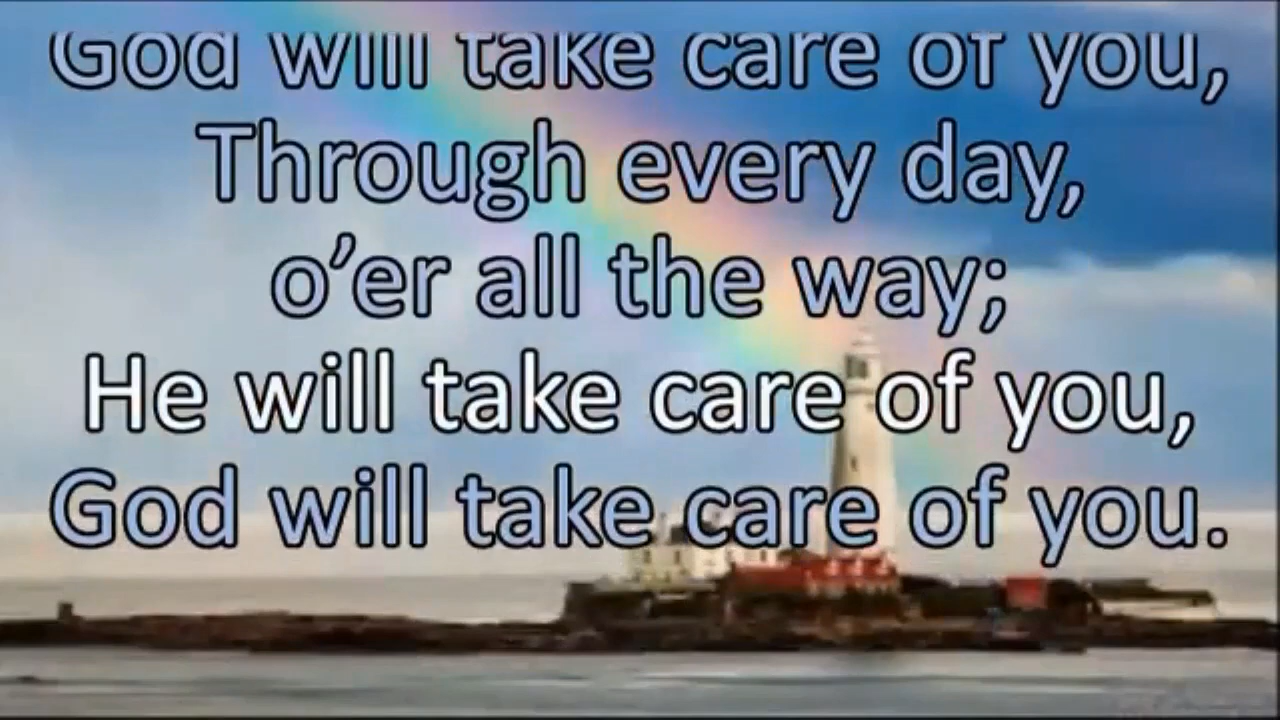 God will take care of you,
Through every day,
o’er all the way;
He will take care of you,
God will take care of you.